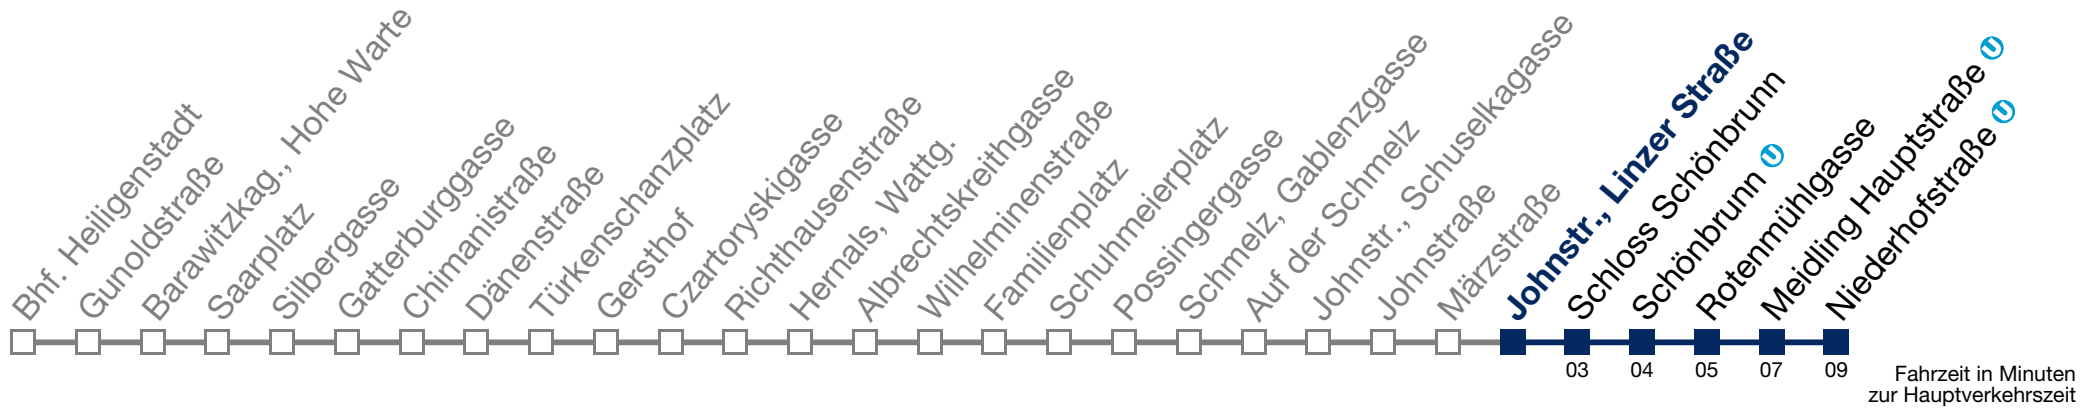 Bhf. Heiligenstadt
Gunoldstraße
Barawitzkag., Hohe Warte
Saarplatz
Silbergasse
Gatterburggasse
Chimanistraße
Dänenstraße
Türkenschanzplatz
Gersthof
Czartoryskigasse
Richthausenstraße
Hernals, Wattg.
Albrechtskreithgasse
Wilhelminenstraße
Familienplatz
Schuhmeierplatz
Possingergasse
Schmelz, Gablenzgasse
Auf der Schmelz
Johnstr., Schuselkagasse
Johnstraße
Märzstraße
Johnstr., Linzer Straße
Schloss Schönbrunn
Schönbrunn U
Rotenmühlgasse
Meidling Hauptstraße U
Niederhofstraße U
03 04 05 07 09
Fahrzeit in Minuten
zur Hauptverkehrszeit